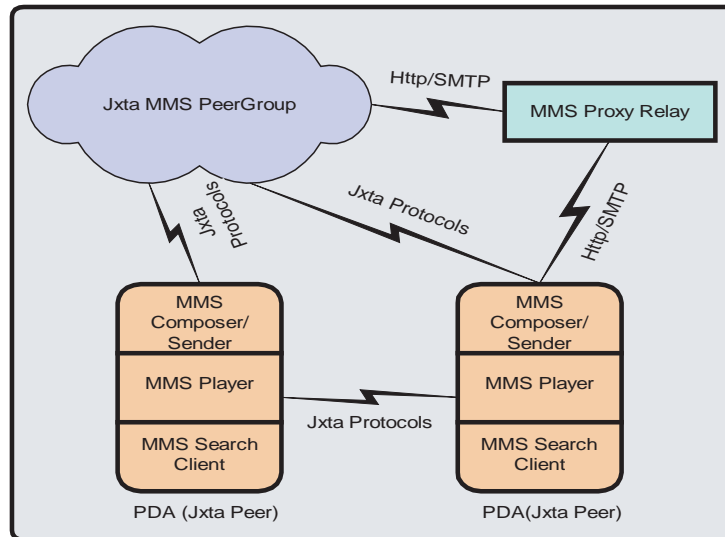 Http/SMTP
Jxta MMS PeerGroup
MMS Proxy Relay
Jxta
Protocols
Jxta Protocols
Http/SMTP
MMS
Composer/
Sender
MMS Player
MMS Search
Client
PDA (Jxta Peer)
Jxta Protocols
MMS
Composer/
Sender
MMS Player
MMS Search
Client
PDA(Jxta Peer)